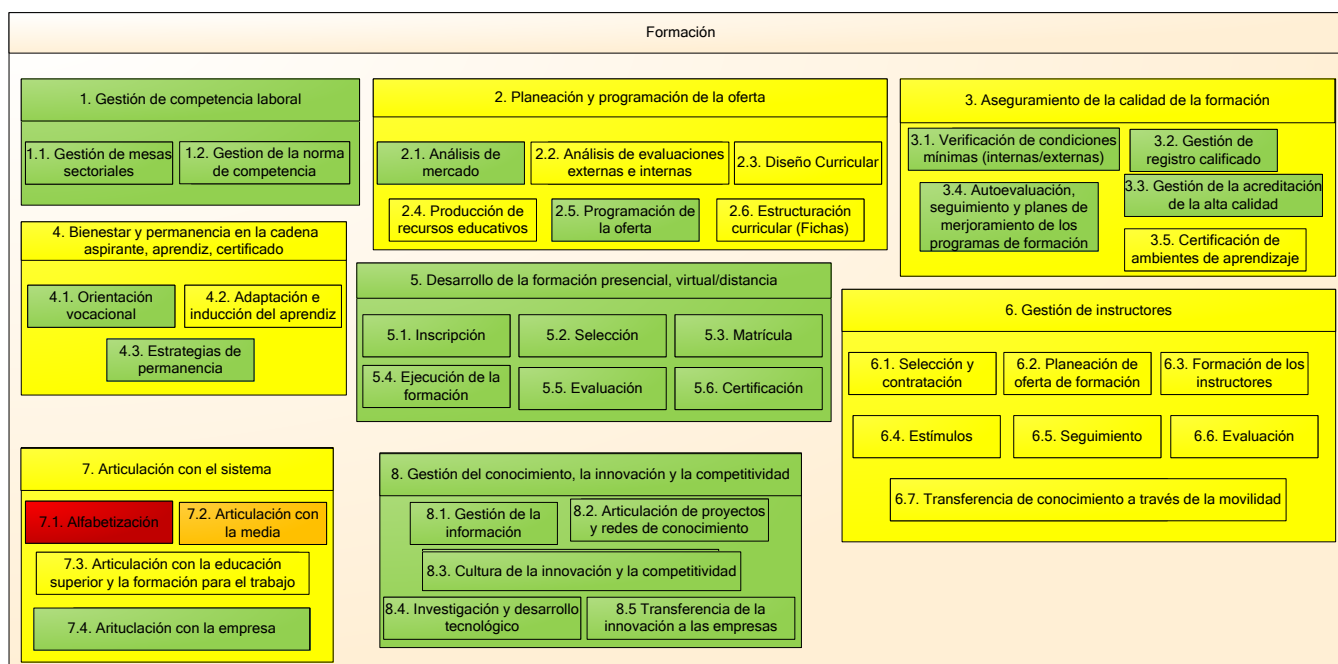 Formación
1. Gestión de competencia laboral
1.1. Gestión de mesas
sectoriales
1.2. Gestion de la norma
de competencia
2. Planeación y programación de la oferta
2.1. Análisis de
mercado
2.2. Análisis de evaluaciones
externas e internas
2.3. Diseño Curricular
2.4. Producción de
recursos educativos
2.5. Programación de
la oferta
2.6. Estructuración
curricular (Fichas)
3. Aseguramiento de la calidad de la formación
3.1. Verificación de condiciones
mínimas (internas/externas)
3.2. Gestión de
registro calificado
3.3. Gestión de la acreditación
de la alta calidad
3.4. Autoevaluación,
seguimiento y planes de
merjoramiento de los
programas de formación
3.5. Certificación de
ambientes de aprendizaje
4. Bienestar y permanencia en la cadena
aspirante, aprendiz, certificado
4.1. Orientación
vocacional
4.2. Adaptación e
inducción del aprendiz
4.3. Estrategias de
permanencia
5. Desarrollo de la formación presencial, virtual/distancia
5.1. Inscripción
5.2. Selección
5.3. Matrícula
5.4. Ejecución de la
formación
5.5. Evaluación
5.6. Certificación
6. Gestión de instructores
6.1. Selección y
contratación
6.2. Planeación de
oferta de formación
6.3. Formación de los
instructores
6.4. Estímulos
6.5. Seguimiento
6.6. Evaluación
6.7. Transferencia de conocimiento a través de la movilidad
7. Articulación con el sistema
7.1. Alfabetización
7.2. Articulación con
la media
7.3. Articulación con la educación
superior y la formación para el trabajo
7.4. Arituclación con la empresa
8. Gestión del conocimiento, la innovación y la competitividad
8.1. Gestión de la
información
8.2. Articulación de proyectos
y redes de conocimiento
8.3. Cultura de la innovación y la competitividad
8.4. Investigación y desarrollo
tecnológico
8.5 Transferencia de la
innovación a las empresas